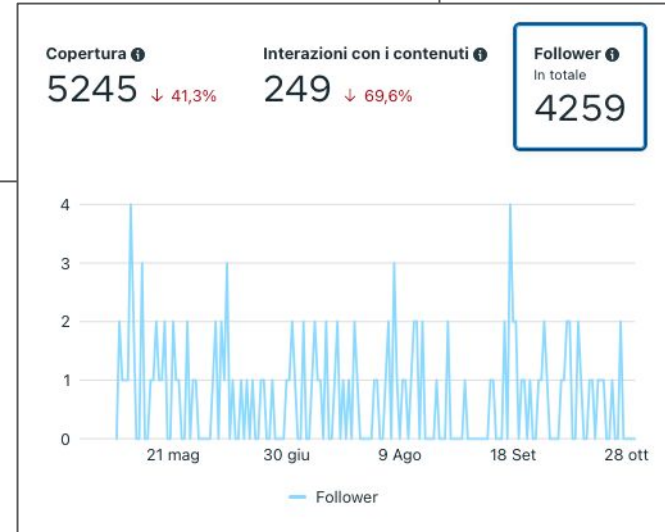 Copertura
5245 ↓ 41,3%
Interazioni con i contenuti
249 ↓ 69,6%
Follower
In totale
4259
4
3
2
1
0
21 mag 30 giu 9 Ago 18 Set 28 ott
Follower